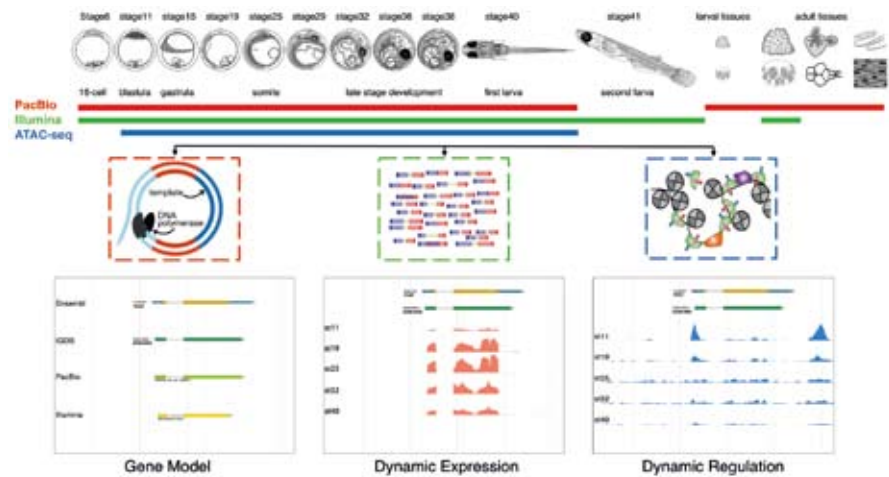 Stage6 stage11 stage15 stage19 stage25 stage29 stage32 stage36 stage38 stage40 stage41 larval tissues adult tissues
16-cell blastula gastrula somite late stage development first larva second larva
PacBio
Illumina
ATAC-seq
template
DNA
polymerase
Ensembl
IGDB
PacBio
Illumina
Gene Model
st11
st19
st25
st32
st40
Dynamic Expression
st11
st19
st25
st32
st40
Dynamic Regulation